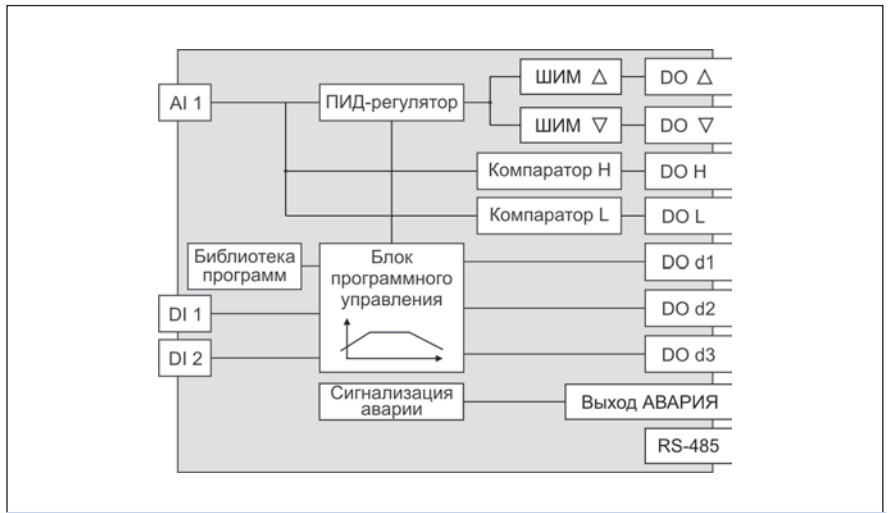 ШИМ △
DO △
AI 1
ПИД-регулятор
ШИМ ▽
DO ▽
Компаратор H
DO H
Компаратор L
DO L
Библиотека
программ
Блок
программного
управления
DO d1
DI 1
DO d2
DI 2
DO d3
Сигнализация
аварии
Выход АВАРИЯ
RS-485